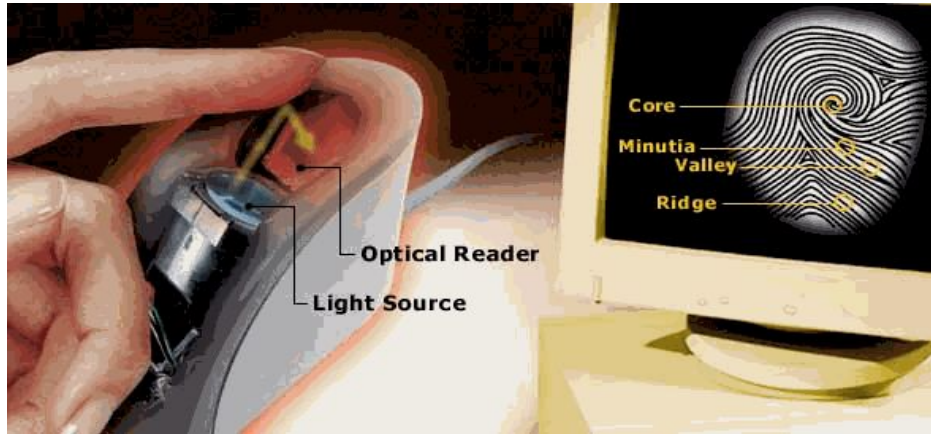 Core
Minutia
Valley
Ridge
Optical Reader
Light Source